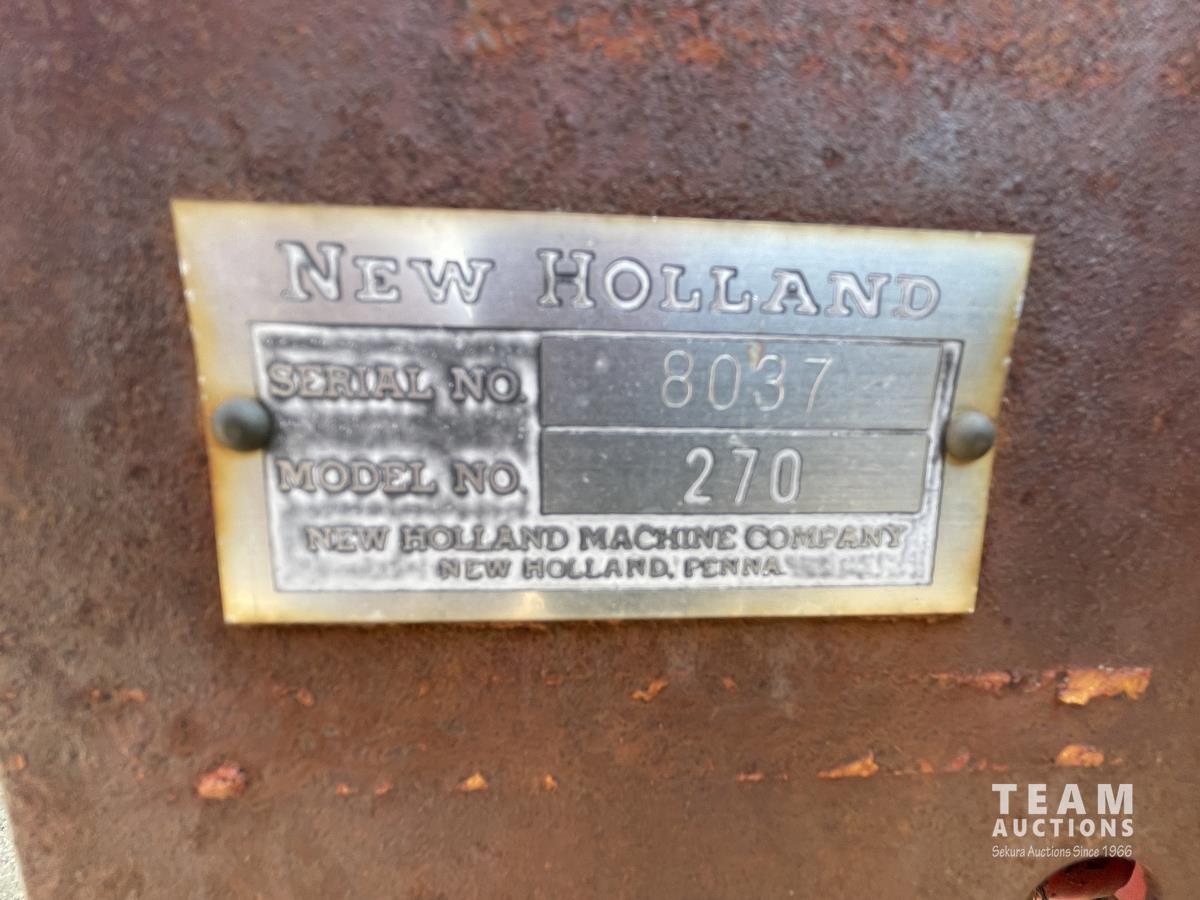 NEW HOLLAND
SERIAL NO. 8037
MODEL NO. 270
NEW HOLLAND MACHINE COMPANY
NEW HOLLAND, PENNA
TEAM
AUCTIONS
Sekura Auctions Since 1966